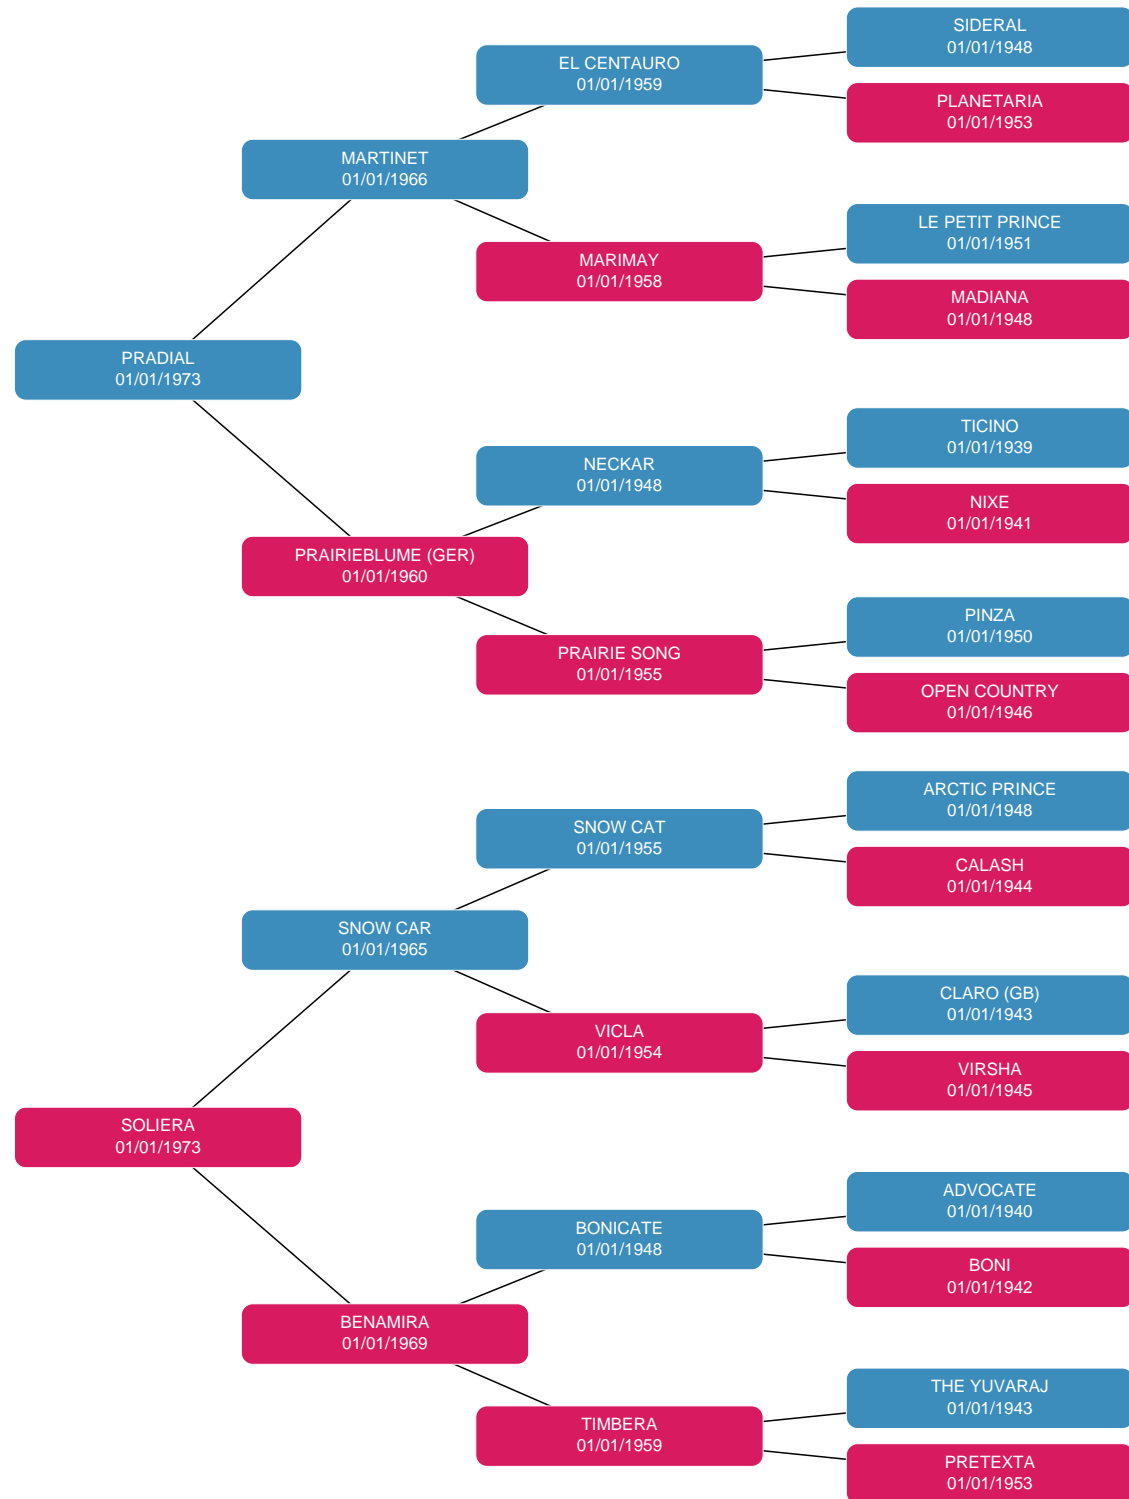 SIDERAL
01/01/1948
EL CENTAURO
01/01/1959
PLANETARIA
01/01/1953
MARTINET
01/01/1966
LE PETIT PRINCE
01/01/1951
MARIMAY
01/01/1958
MADIANA
01/01/1948
PRADIAL
01/01/1973
TICINO
01/01/1939
NECKAR
01/01/1948
NIXE
01/01/1941
PRAIRIEBLUME (GER)
01/01/1960
PINZA
01/01/1950
PRAIRIE SONG
01/01/1955
OPEN COUNTRY
01/01/1946
ARCTIC PRINCE
01/01/1948
SNOW CAT
01/01/1955
CALASH
01/01/1944
SNOW CAR
01/01/1965
CLARO (GB)
01/01/1943
VICLA
01/01/1954
VIRSHA
01/01/1945
SOLIERA
01/01/1973
ADVOCATE
01/01/1940
BONICATE
01/01/1948
BONI
01/01/1942
BENAMIRA
01/01/1969
THE YUVARAJ
01/01/1943
TIMBERA
01/01/1959
PRETEXTA
01/01/1953